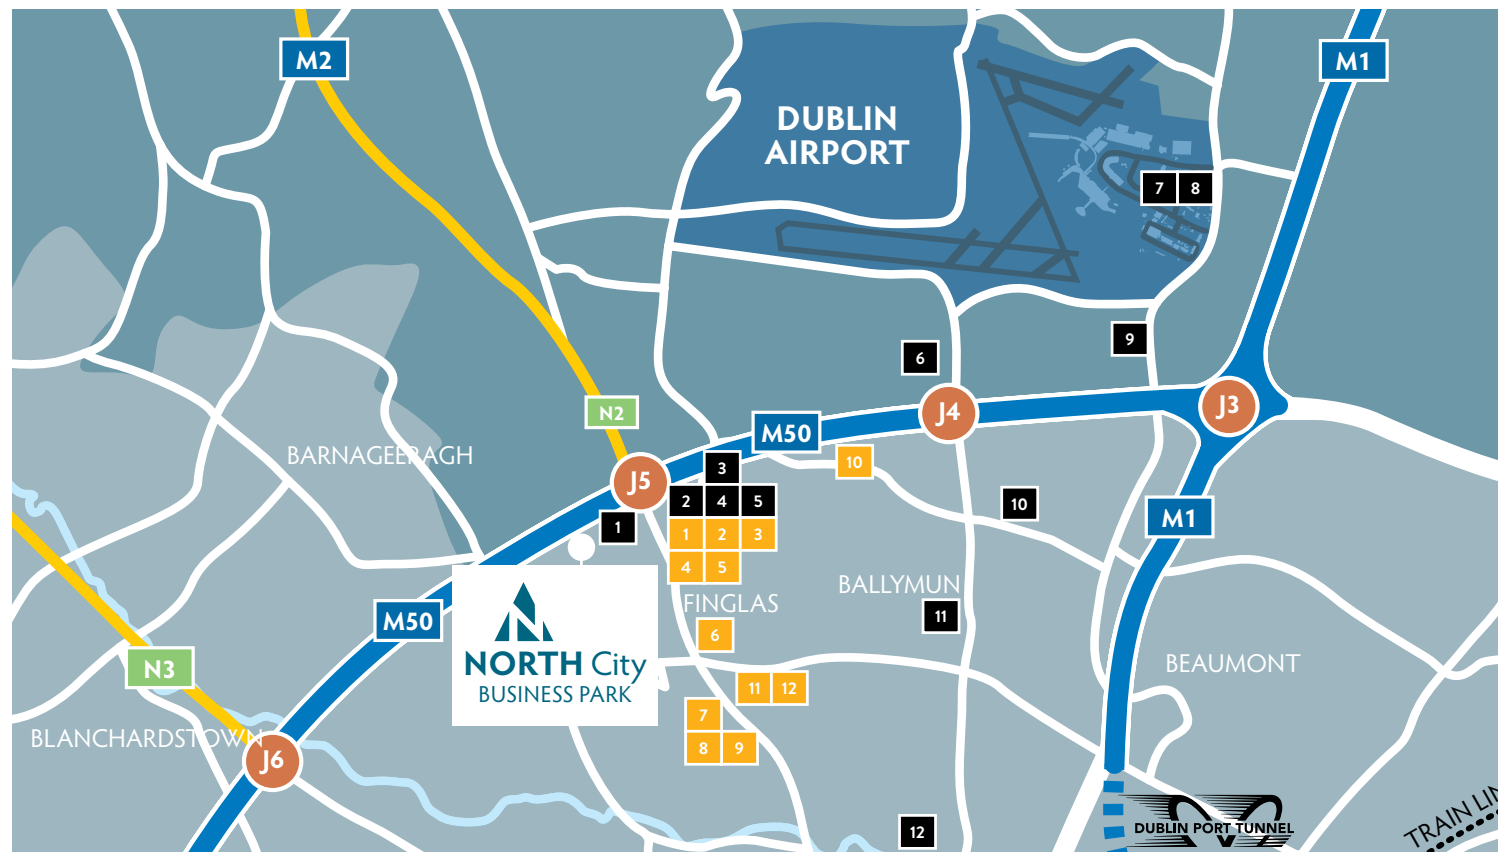 M2
M1
DUBLIN
AIRPORT
7 8
9
6
N2
J4
J3
M50
BARNAGEERAGH
J5
3
10
2 4 5
10
1
M1
1 2 3
4 5
BALLYMUN
FINGLAS
11
M50
6
NORTH City
BUSINESS PARK
N3
BEAUMONT
11 12
7
8 9
BLANCHARDSTOWN
J6
12
DUBLIN PORT TUNNEL
TRAIN LIN